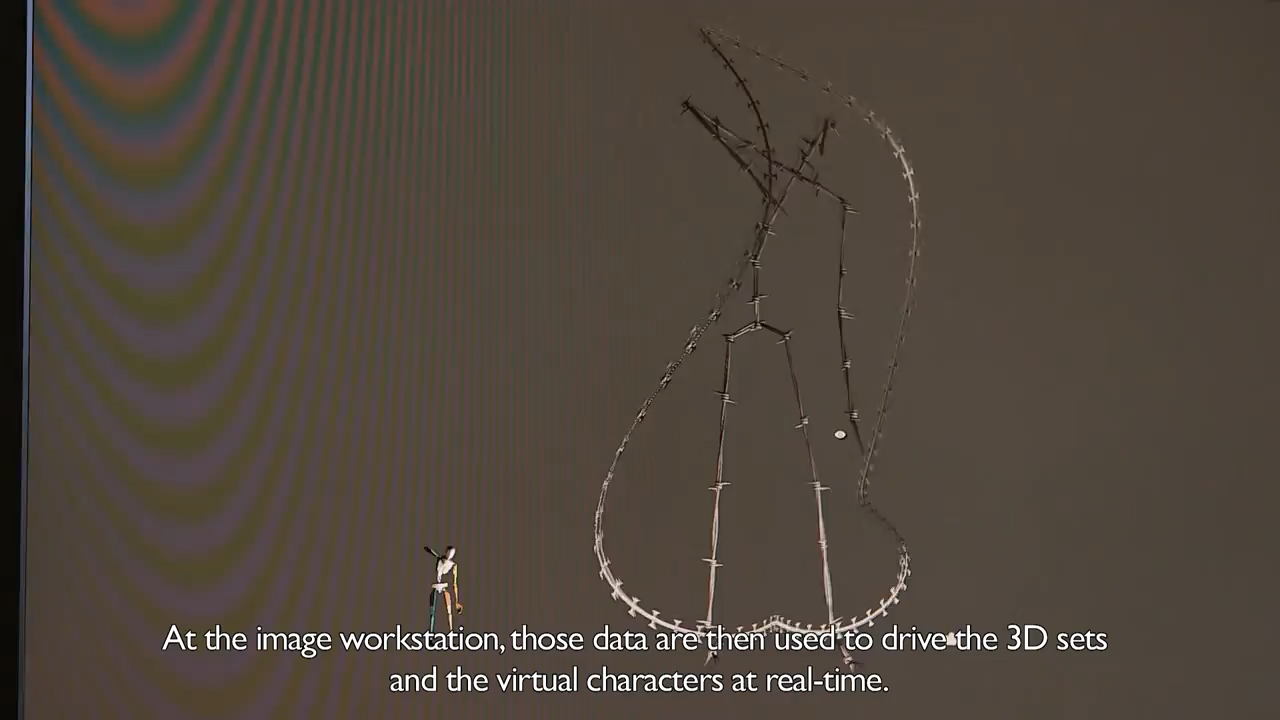 At the image workstation, those data are then used to drive the 3D sets
and the virtual characters at real-time.